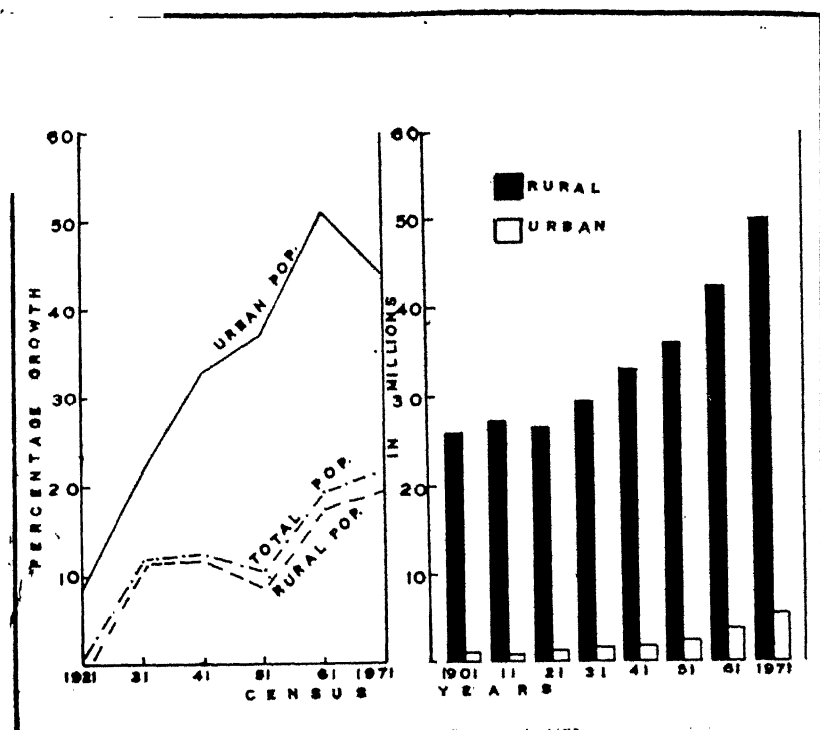 60
50
40
30
20
10
PERCENTAGE GROWTH
URBAN POP.
TOTAL POP.
RURAL POP.
1921 31 41 51 61 1971
CENSUS
60
50
40
30
20
10
IN MILLIONS
RURAL
URBAN
1901 11 21 31 41 51 61 1971
YEARS